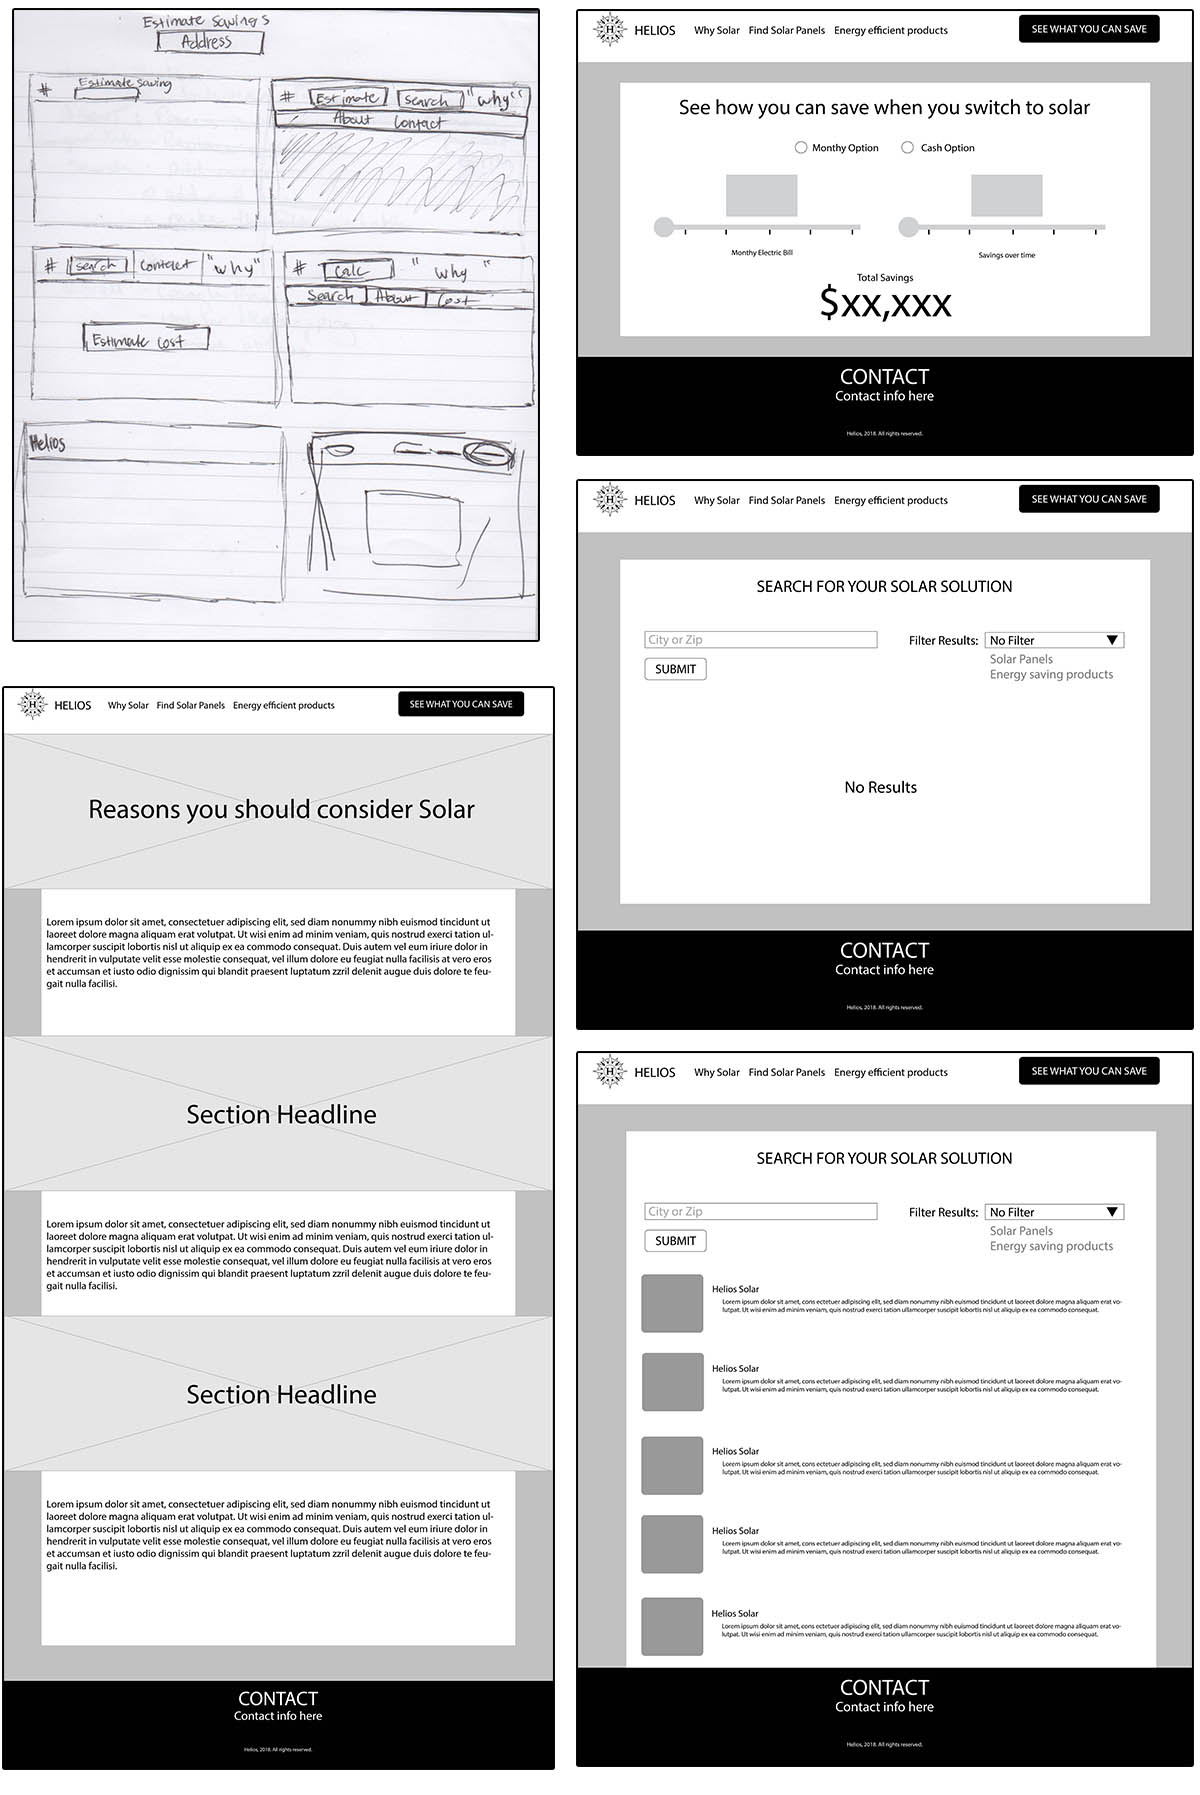 Estimate Savings
Address
# Estimate Saving
# Estimate search "why"
About Contact
# search contact "why"
Estimate cost
# calc "why"
Search About Cost
Helios
H HELIOS Why Solar Find Solar Panels Energy efficient products SEE WHAT YOU CAN SAVE
See how you can save when you switch to solar
Monthy Option Cash Option
Monthy Electric Bill Savings over time
Total Savings
$xx,xxx
CONTACT
Contact info here
Helios, 2018. All rights reserved.
H HELIOS Why Solar Find Solar Panels Energy efficient products SEE WHAT YOU CAN SAVE
SEARCH FOR YOUR SOLAR SOLUTION
City or Zip Filter Results: No Filter
SUBMIT Solar Panels
Energy saving products
No Results
CONTACT
Contact info here
Helios, 2018. All rights reserved.
H HELIOS Why Solar Find Solar Panels Energy efficient products SEE WHAT YOU CAN SAVE
Reasons you should consider Solar
Lorem ipsum dolor sit amet, consectetuer adipiscing elit, sed diam nonummy nibh euismod tincidunt ut
laoreet dolore magna aliquam erat volutpat. Ut wisi enim ad minim veniam, quis nostrud exerci tation ul-
lamcorper suscipit lobortis nisl ut aliquip ex ea commodo consequat. Duis autem vel eum iriure dolor in
hendrerit in vulputate velit esse molestie consequat, vel illum dolore eu feugiat nulla facilisis at vero eros
et accumsan et iusto odio dignissim qui blandit praesent luptatum zzril delenit augue duis dolore te feu-
gait nulla facilisi.
Section Headline
Lorem ipsum dolor sit amet, consectetuer adipiscing elit, sed diam nonummy nibh euismod tincidunt ut
laoreet dolore magna aliquam erat volutpat. Ut wisi enim ad minim veniam, quis nostrud exerci tation ul-
lamcorper suscipit lobortis nisl ut aliquip ex ea commodo consequat. Duis autem vel eum iriure dolor in
hendrerit in vulputate velit esse molestie consequat, vel illum dolore eu feugiat nulla facilisis at vero eros
et accumsan et iusto odio dignissim qui blandit praesent luptatum zzril delenit augue duis dolore te feu-
gait nulla facilisi.
Section Headline
Lorem ipsum dolor sit amet, consectetuer adipiscing elit, sed diam nonummy nibh euismod tincidunt ut
laoreet dolore magna aliquam erat volutpat. Ut wisi enim ad minim veniam, quis nostrud exerci tation ul-
lamcorper suscipit lobortis nisl ut aliquip ex ea commodo consequat. Duis autem vel eum iriure dolor in
hendrerit in vulputate velit esse molestie consequat, vel illum dolore eu feugiat nulla facilisis at vero eros
et accumsan et iusto odio dignissim qui blandit praesent luptatum zzril delenit augue duis dolore te feu-
gait nulla facilisi.
CONTACT
Contact info here
Helios, 2018. All rights reserved.
H HELIOS Why Solar Find Solar Panels Energy efficient products SEE WHAT YOU CAN SAVE
SEARCH FOR YOUR SOLAR SOLUTION
City or Zip Filter Results: No Filter
SUBMIT Solar Panels
Energy saving products
Helios Solar
Lorem ipsum dolor sit amet, cons ectetuer adipiscing elit, sed diam nonummy nibh euismod tincidunt ut laoreet dolore magna aliquam erat vo-
lutpat. Ut wisi enim ad minim veniam, quis nostrud exerci tation ullamcorper suscipit lobortis nisl ut aliquip ex ea commodo consequat.
Helios Solar
Lorem ipsum dolor sit amet, cons ectetuer adipiscing elit, sed diam nonummy nibh euismod tincidunt ut laoreet dolore magna aliquam erat vo-
lutpat. Ut wisi enim ad minim veniam, quis nostrud exerci tation ullamcorper suscipit lobortis nisl ut aliquip ex ea commodo consequat.
Helios Solar
Lorem ipsum dolor sit amet, cons ectetuer adipiscing elit, sed diam nonummy nibh euismod tincidunt ut laoreet dolore magna aliquam erat vo-
lutpat. Ut wisi enim ad minim veniam, quis nostrud exerci tation ullamcorper suscipit lobortis nisl ut aliquip ex ea commodo consequat.
Helios Solar
Lorem ipsum dolor sit amet, cons ectetuer adipiscing elit, sed diam nonummy nibh euismod tincidunt ut laoreet dolore magna aliquam erat vo-
lutpat. Ut wisi enim ad minim veniam, quis nostrud exerci tation ullamcorper suscipit lobortis nisl ut aliquip ex ea commodo consequat.
Helios Solar
Lorem ipsum dolor sit amet, cons ectetuer adipiscing elit, sed diam nonummy nibh euismod tincidunt ut laoreet dolore magna aliquam erat vo-
lutpat. Ut wisi enim ad minim veniam, quis nostrud exerci tation ullamcorper suscipit lobortis nisl ut aliquip ex ea commodo consequat.
CONTACT
Contact info here
Helios, 2018. All rights reserved.